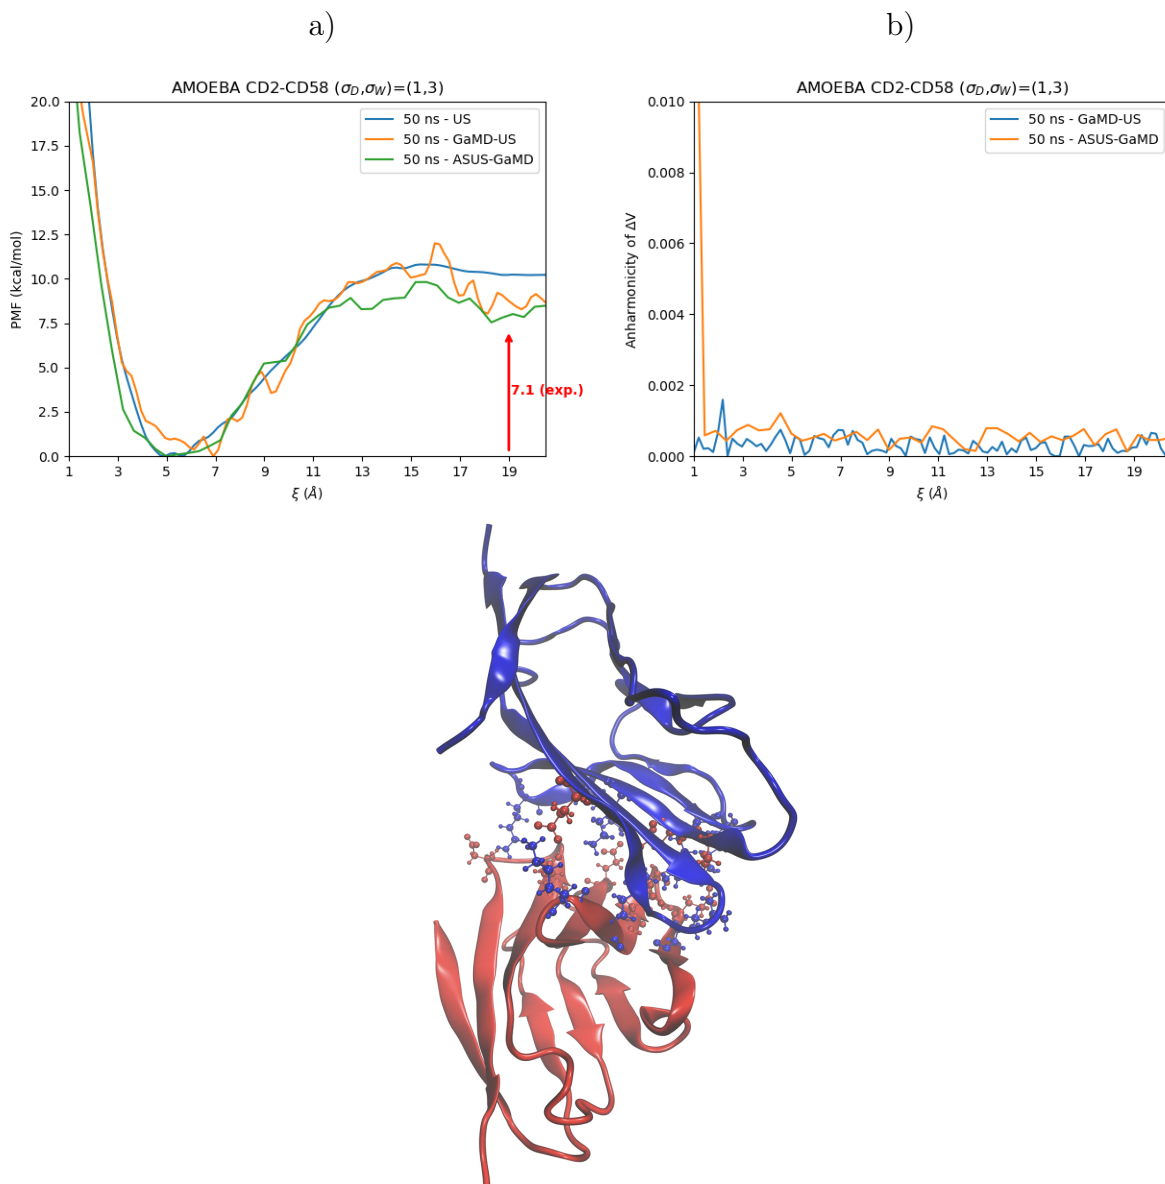 a)
b)
AMOEBA CD2-CD58 (σ_D,σ_W)=(1,3)
20.0
17.5
15.0
12.5
10.0
7.5
5.0
2.5
0.0
PMF (kcal/mol)
50 ns - US
50 ns - GaMD-US
50 ns - ASUS-GaMD
7.1 (exp.)
1 3 5 7 9 11 13 15 17 19
ξ (Å)
AMOEBA CD2-CD58 (σ_D,σ_W)=(1,3)
0.010
0.008
0.006
0.004
0.002
0.000
Anharmonicity of ΔV
50 ns - GaMD-US
50 ns - ASUS-GaMD
1 3 5 7 9 11 13 15 17 19
ξ (Å)